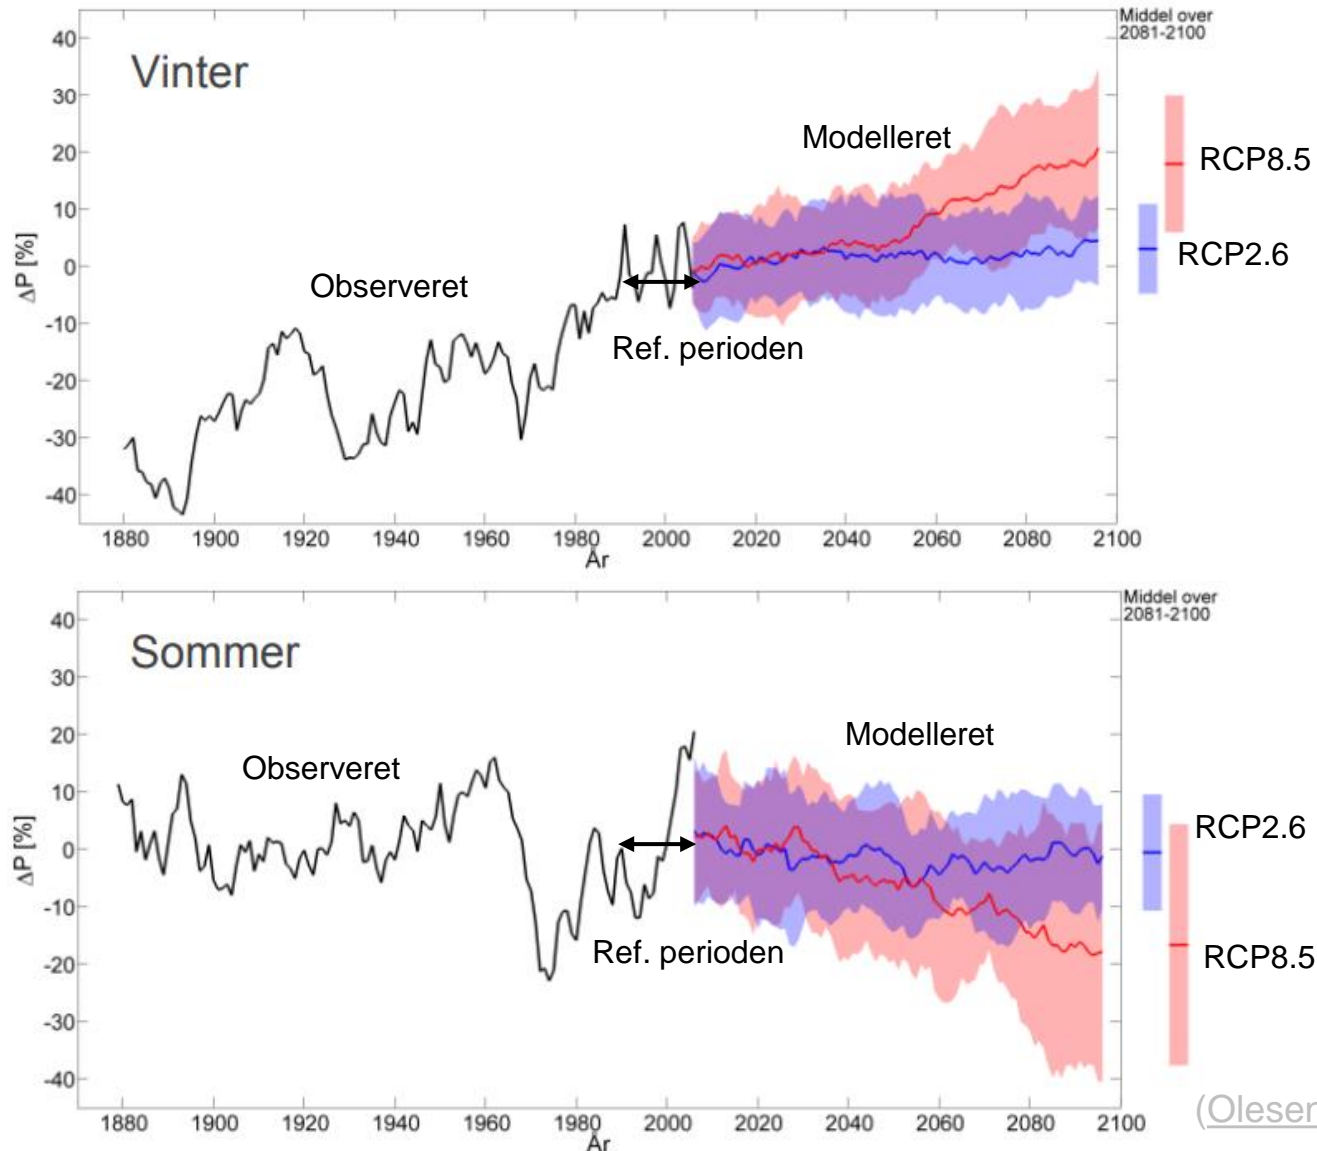 Middel over
2081-2100
Vinter
40
30
20
10
0
-10
-20
-30
-40
ΔP [%]
Observeret
Modelleret
Ref. perioden
RCP8.5
RCP2.6
1880 1900 1920 1940 1960 1980 2000 2020 2040 2060 2080 2100
År
Middel over
2081-2100
Sommer
40
30
20
10
0
-10
-20
-30
-40
ΔP [%]
Observeret
Modelleret
Ref. perioden
RCP2.6
RCP8.5
1880 1900 1920 1940 1960 1980 2000 2020 2040 2060 2080 2100
År
(Olesen